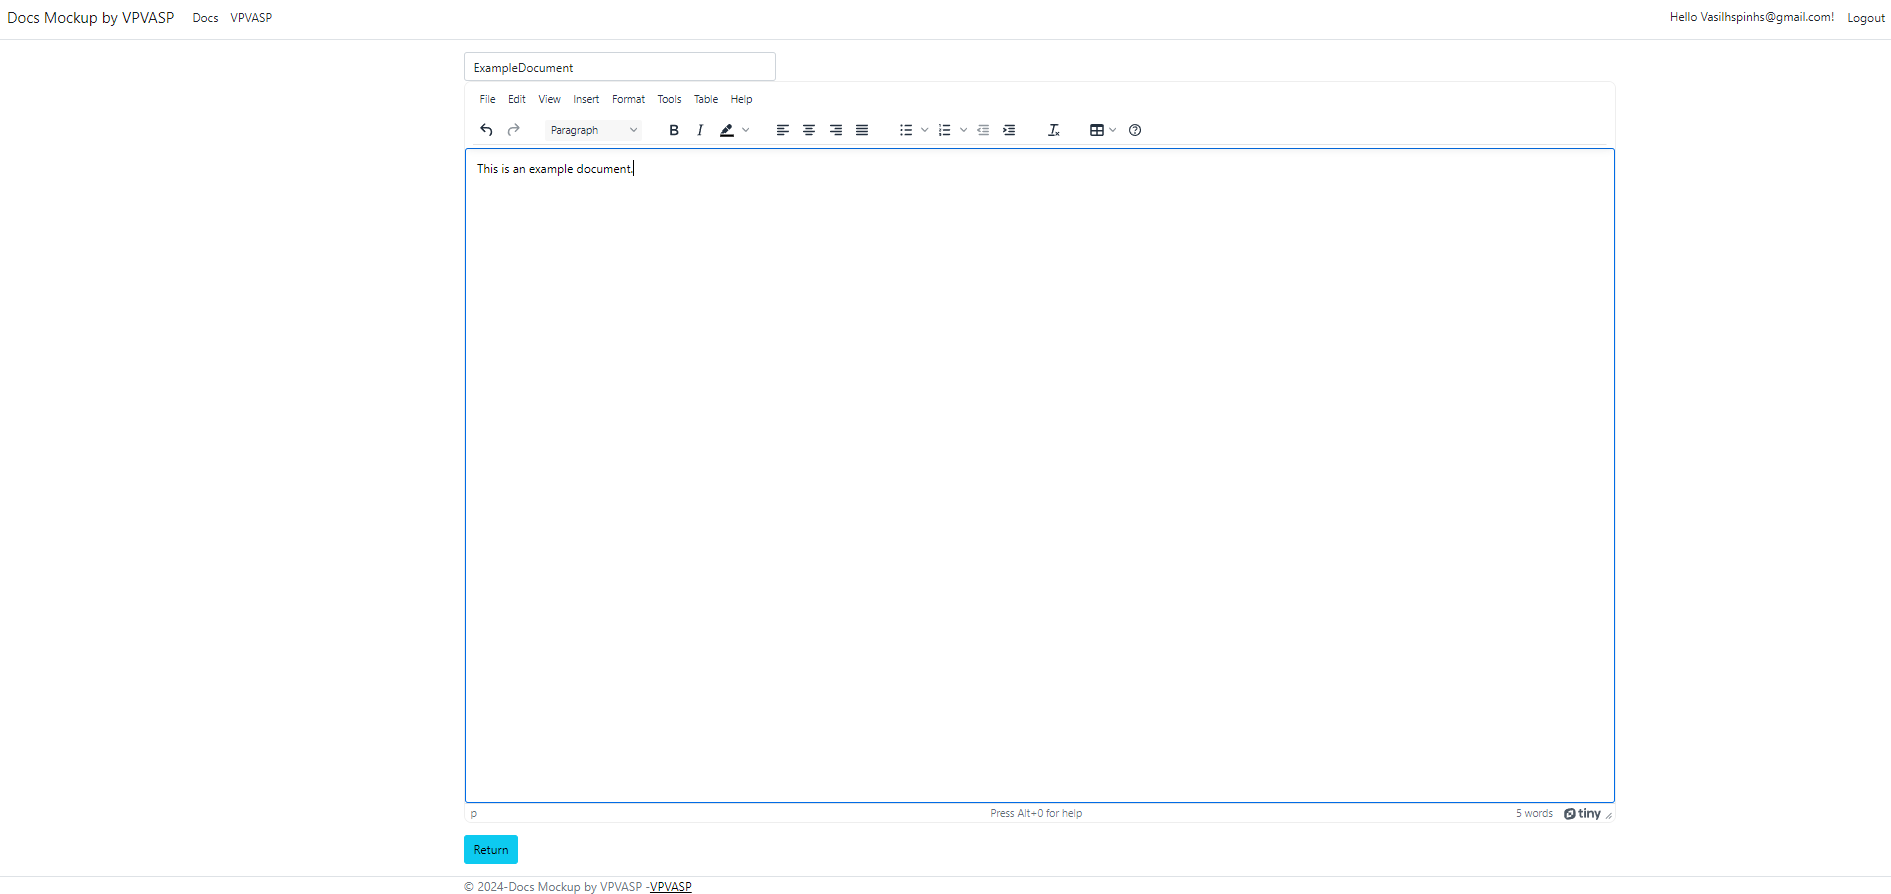 Docs Mockup by VPVASP Docs VPVASP Hello Vasilhspinhs@gmail.com! Logout
ExampleDocument
File Edit View Insert Format Tools Table Help
Paragraph B I
This is an example document.
p Press Alt+0 for help 5 words tiny
Return
© 2024-Docs Mockup by VPVASP -VPVASP